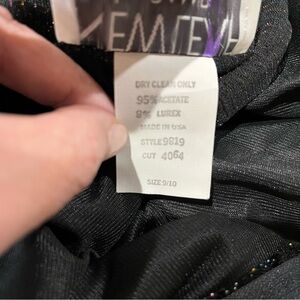 DRY CLEAN ONLY
95% ACETATE
LUREX
MADE IN USA
STYLE 9819
CUT 4064
SIZE 9/10